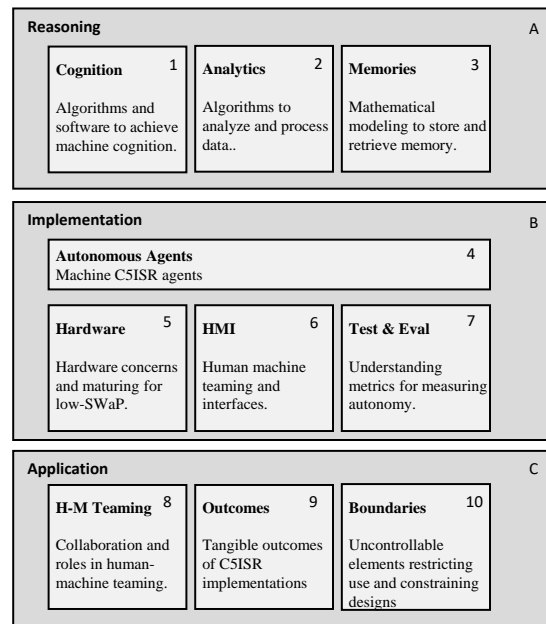 Reasoning A
Cognition 1
Algorithms and
software to achieve
machine cognition.
Analytics 2
Algorithms to
analyze and process
data..
Memories 3
Mathematical
modeling to store and
retrieve memory.
Implementation B
Autonomous Agents 4
Machine C5ISR agents
Hardware 5
Hardware concerns
and maturing for
low-SWaP.
HMI 6
Human machine
teaming and
interfaces.
Test & Eval 7
Understanding
metrics for measuring
autonomy.
Application C
H-M Teaming 8
Collaboration and
roles in human-
machine teaming.
Outcomes 9
Tangible outcomes
of C5ISR
implementations
Boundaries 10
Uncontrollable
elements restricting
use and constraining
designs